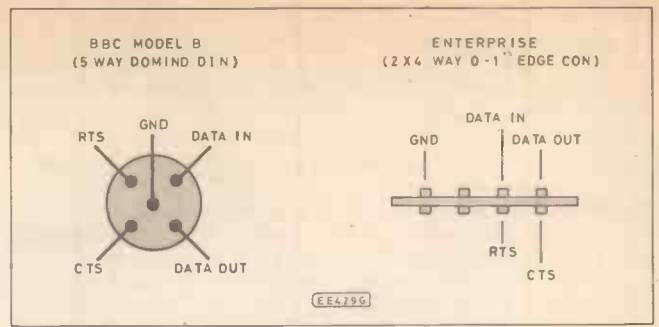 BBC MODEL B
(5 WAY DOMIND DIN)
GND
RTS
DATA IN
CTS
DATA OUT
ENTERPRISE
(2X4 WAY 0-1" EDGE CON)
DATA IN
GND
DATA OUT
RTS
CTS
EE429G